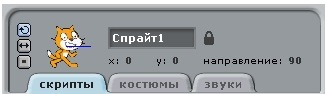 Спрайт1
x: 0 y: 0 направление: 90
скрипты костюмы звуки